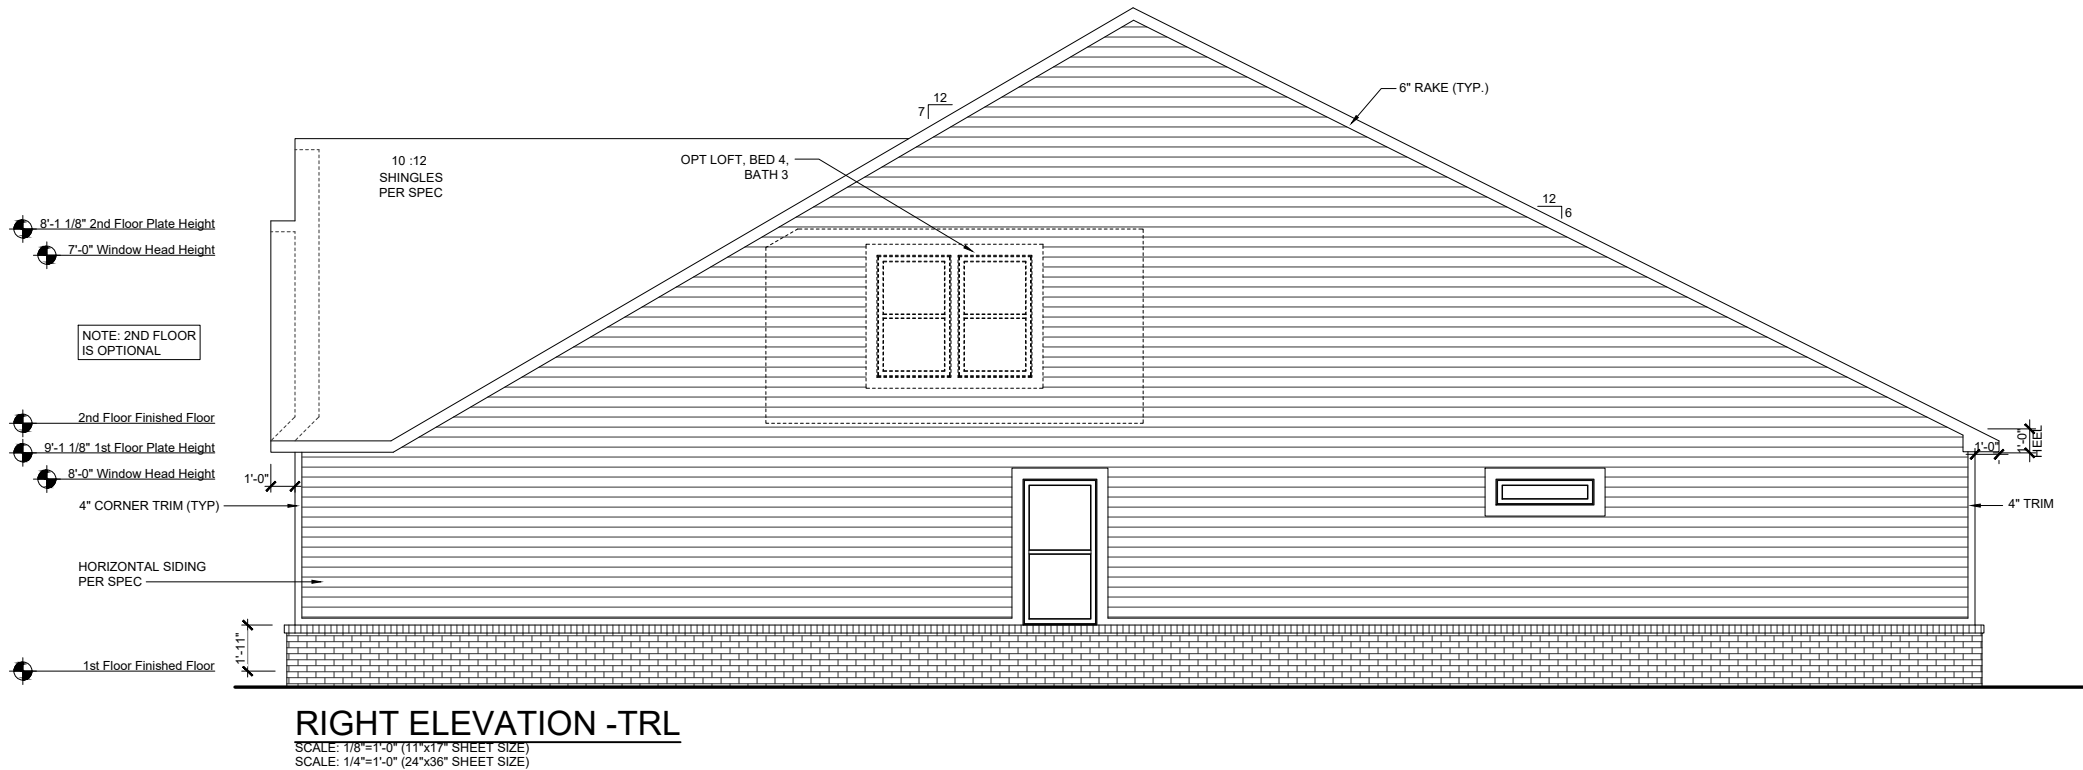 12
7
6" RAKE (TYP.)
10 :12
SHINGLES
PER SPEC
OPT LOFT, BED 4,
BATH 3
12
6
8'-1 1/8" 2nd Floor Plate Height
7'-0" Window Head Height
NOTE: 2ND FLOOR
IS OPTIONAL
2nd Floor Finished Floor
9'-1 1/8" 1st Floor Plate Height
8'-0" Window Head Height
1'-0"
1'-0"
1'-0"
HEEL
4" CORNER TRIM (TYP)
4" TRIM
HORIZONTAL SIDING
PER SPEC
1'-11"
1st Floor Finished Floor
RIGHT ELEVATION -TRL
SCALE: 1/8"=1'-0" (11"x17" SHEET SIZE)
SCALE: 1/4"=1'-0" (24"x36" SHEET SIZE)